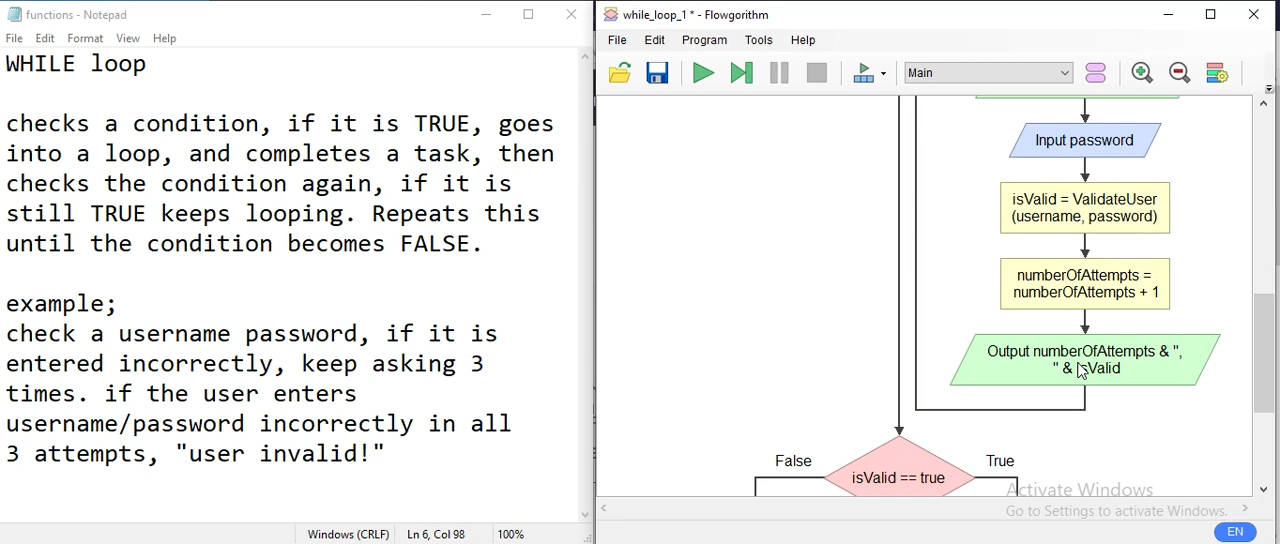 functions - Notepad
File Edit Format View Help
WHILE loop
checks a condition, if it is TRUE, goes
into a loop, and completes a task, then
checks the condition again, if it is
still TRUE keeps looping. Repeats this
until the condition becomes FALSE.
example;
check a username password, if it is
entered incorrectly, keep asking 3
times. if the user enters
username/password incorrectly in all
3 attempts, "user invalid!"
Windows (CRLF) Ln 6, Col 98 100%
while_loop_1 * - Flowgorithm
File Edit Program Tools Help
Main
Input password
isValid = ValidateUser
(username, password)
numberOfAttempts =
numberOfAttempts + 1
Output numberOfAttempts & ",
" & isValid
False
True
isValid == true
Activate Windows
Go to Settings to activate Windows.
EN